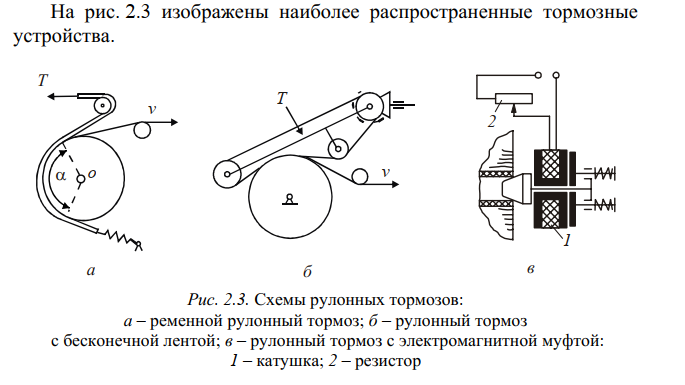 На рис. 2.3 изображены наиболее распространенные тормозные
устройства.
T
v
α
o
а
T
v
б
2
1
в
Рис. 2.3. Схемы рулонных тормозов:
а – ременной рулонный тормоз; б – рулонный тормоз
с бесконечной лентой; в – рулонный тормоз с электромагнитной муфтой:
1 – катушка; 2 – резистор